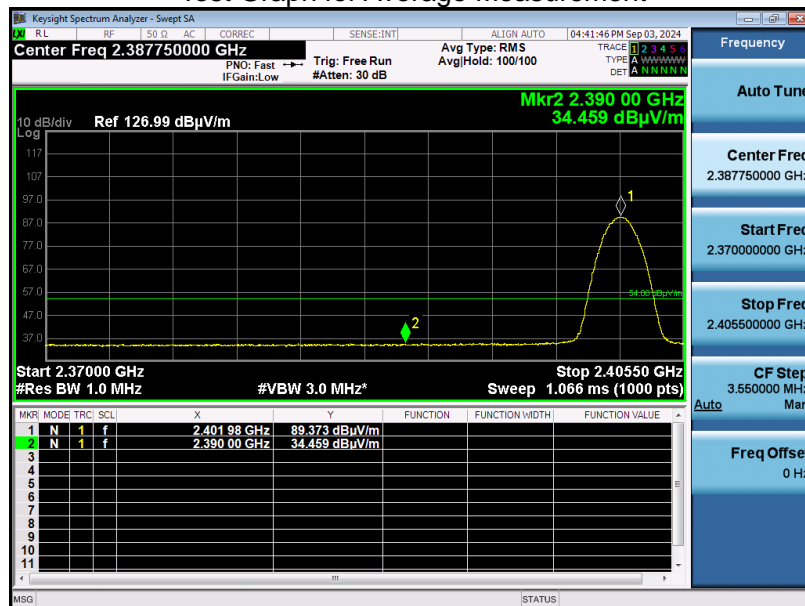 Keysight Spectrum Analyzer - Swept SA
LXI RL RF 50 Ω AC CORREC SENSE:INT ALIGN AUTO 04:41:46 PM Sep 03, 2024
Center Freq 2.387750000 GHz
PNO: Fast
IFGain:Low
Trig: Free Run
#Atten: 30 dB
Avg Type: RMS
Avg|Hold: 100/100
TRACE 1 2 3 4 5 6
TYPE A WWWWW
DET A N N N N N
Mkr2 2.390 00 GHz
34.459 dBµV/m
10 dB/div Ref 126.99 dBµV/m
Log
117
107
97.0
87.0
77.0
67.0
57.0
47.0
37.0
1
2
54.00 dBµV/m
Start 2.37000 GHz Stop 2.40550 GHz
#Res BW 1.0 MHz #VBW 3.0 MHz* Sweep 1.066 ms (1000 pts)
MKR MODE TRC SCL X Y FUNCTION FUNCTION WIDTH FUNCTION VALUE
1 N 1 f 2.401 98 GHz 89.373 dBµV/m
2 N 1 f 2.390 00 GHz 34.459 dBµV/m
3
4
5
6
7
8
9
10
11
MSG STATUS
Frequency
Auto Tune
Center Freq
2.387750000 GHz
Start Freq
2.370000000 GHz
Stop Freq
2.405500000 GHz
CF Step
3.550000 MHz
Auto Man
Freq Offset
0 Hz